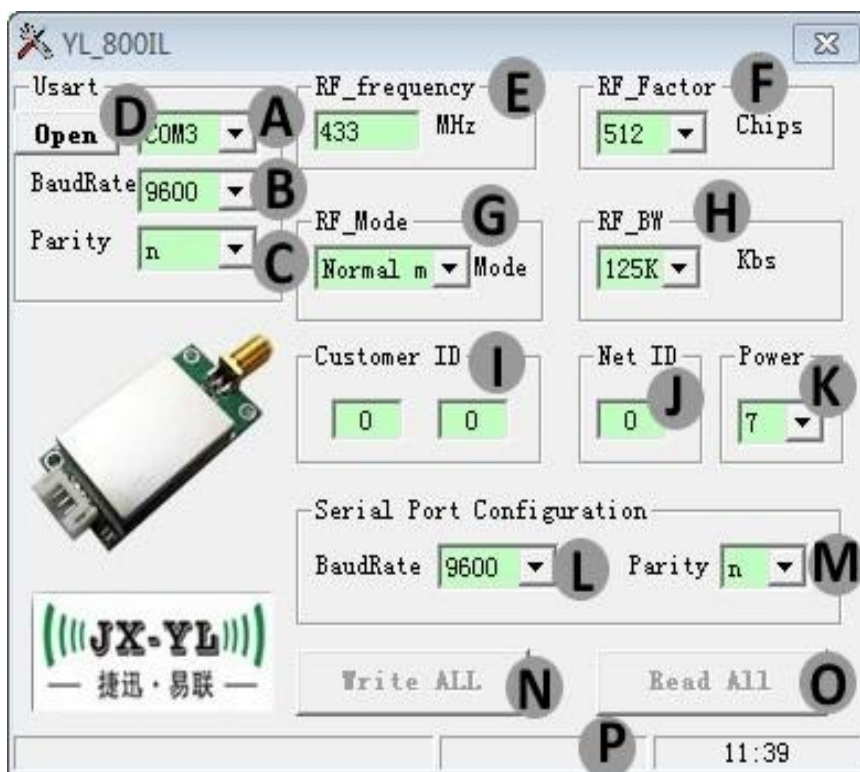 YL_800IL
Usart
Open D COM3 A
BaudRate 9600 B
Parity n C
RF_frequency E
433 MHz
RF_Factor F
512 Chips
RF_Mode G
Normal m Mode
RF_BW H
125K Kbs
Customer ID I
0 0
Net ID J
0
Power K
7
Serial Port Configuration
BaudRate 9600 L Parity n M
JX-YL
捷迅·易联
Write ALL N Read All O
P 11:39